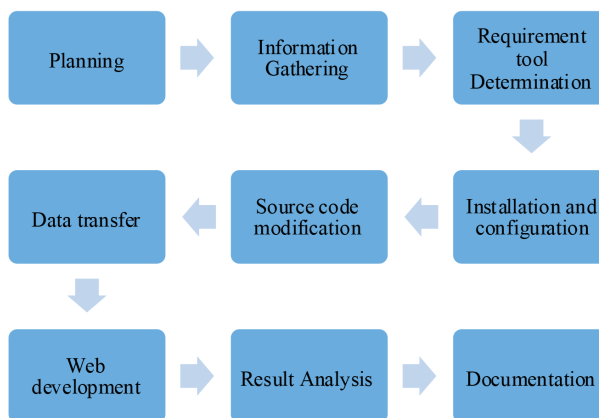 Planning
Information
Gathering
Requirement
tool
Determination
Installation and
configuration
Source code
modification
Data transfer
Web
development
Result Analysis
Documentation